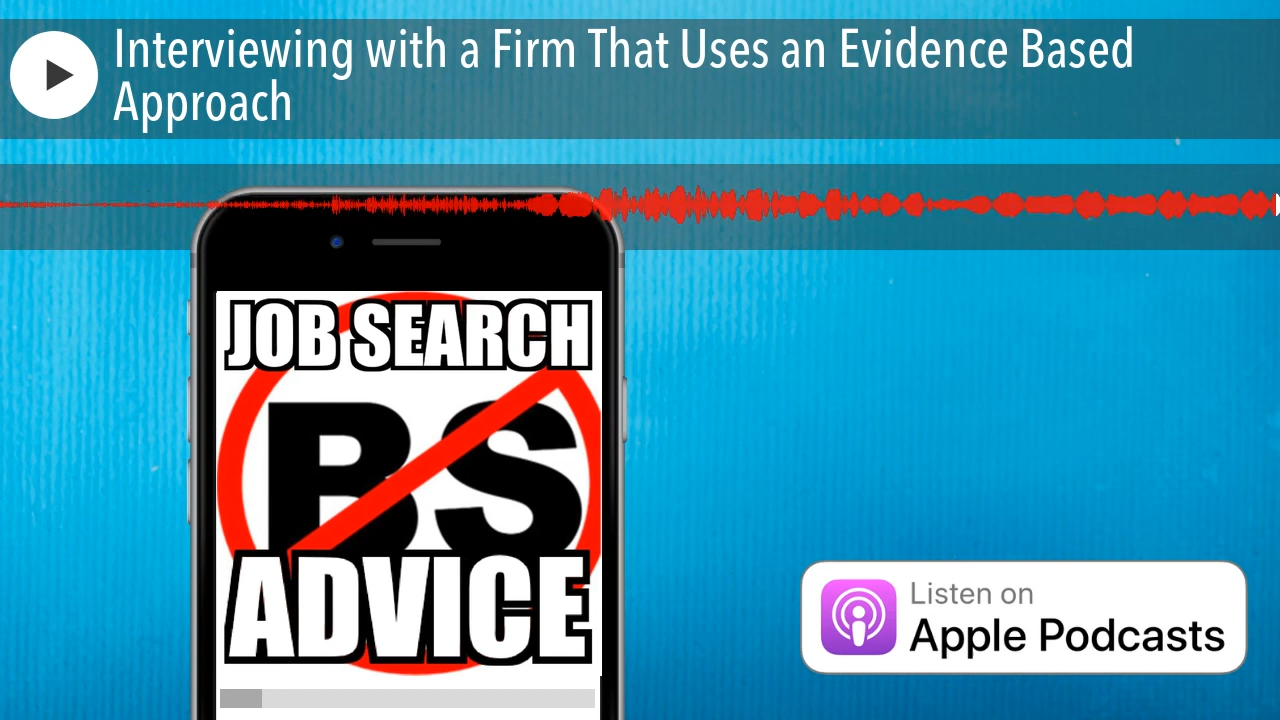 Interviewing with a Firm That Uses an Evidence Based
Approach
JOB SEARCH
BS
ADVICE
Listen on
Apple Podcasts